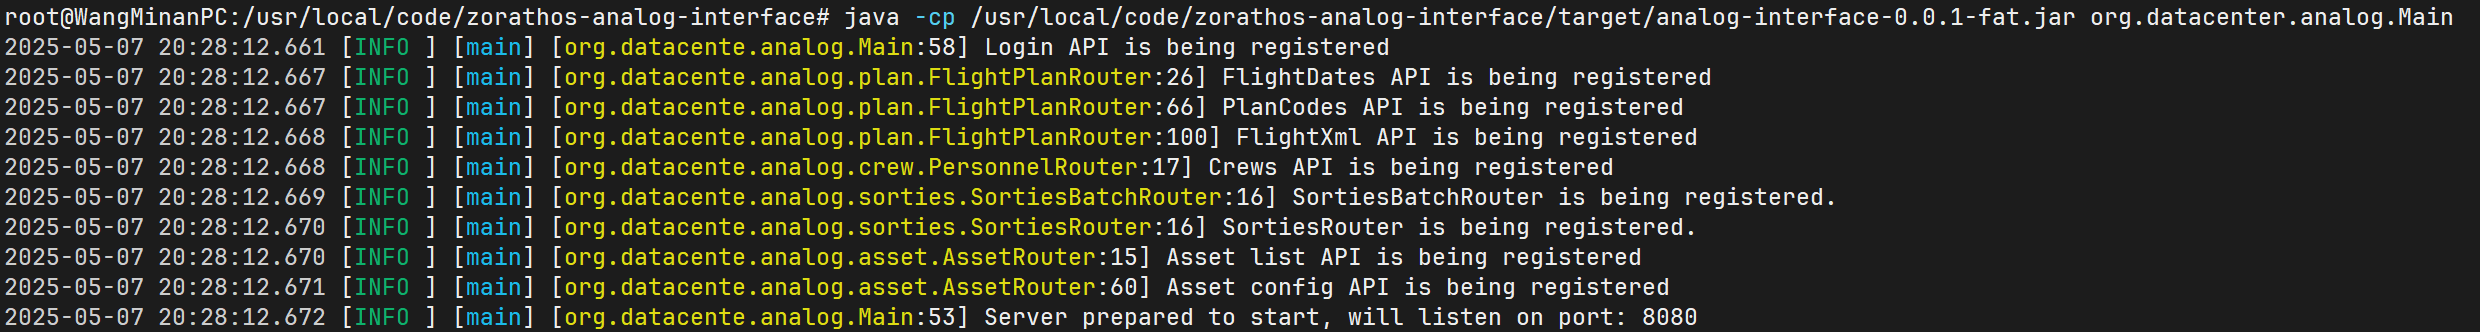 root@WangMinanPC:/usr/local/code/zorathos-analog-interface# java -cp /usr/local/code/zorathos-analog-interface/target/analog-interface-0.0.1-fat.jar org.datacenter.analog.Main
2025-05-07 20:28:12.661 [INFO ] [main] [org.datacente.analog.Main:58] Login API is being registered
2025-05-07 20:28:12.667 [INFO ] [main] [org.datacente.analog.plan.FlightPlanRouter:26] FlightDates API is being registered
2025-05-07 20:28:12.667 [INFO ] [main] [org.datacente.analog.plan.FlightPlanRouter:66] PlanCodes API is being registered
2025-05-07 20:28:12.668 [INFO ] [main] [org.datacente.analog.plan.FlightPlanRouter:100] FlightXml API is being registered
2025-05-07 20:28:12.668 [INFO ] [main] [org.datacente.analog.crew.PersonnelRouter:17] Crews API is being registered
2025-05-07 20:28:12.669 [INFO ] [main] [org.datacente.analog.sorties.SortiesBatchRouter:16] SortiesBatchRouter is being registered.
2025-05-07 20:28:12.670 [INFO ] [main] [org.datacente.analog.sorties.SortiesRouter:16] SortiesRouter is being registered.
2025-05-07 20:28:12.670 [INFO ] [main] [org.datacente.analog.asset.AssetRouter:15] Asset list API is being registered
2025-05-07 20:28:12.671 [INFO ] [main] [org.datacente.analog.asset.AssetRouter:60] Asset config API is being registered
2025-05-07 20:28:12.672 [INFO ] [main] [org.datacente.analog.Main:53] Server prepared to start, will listen on port: 8080